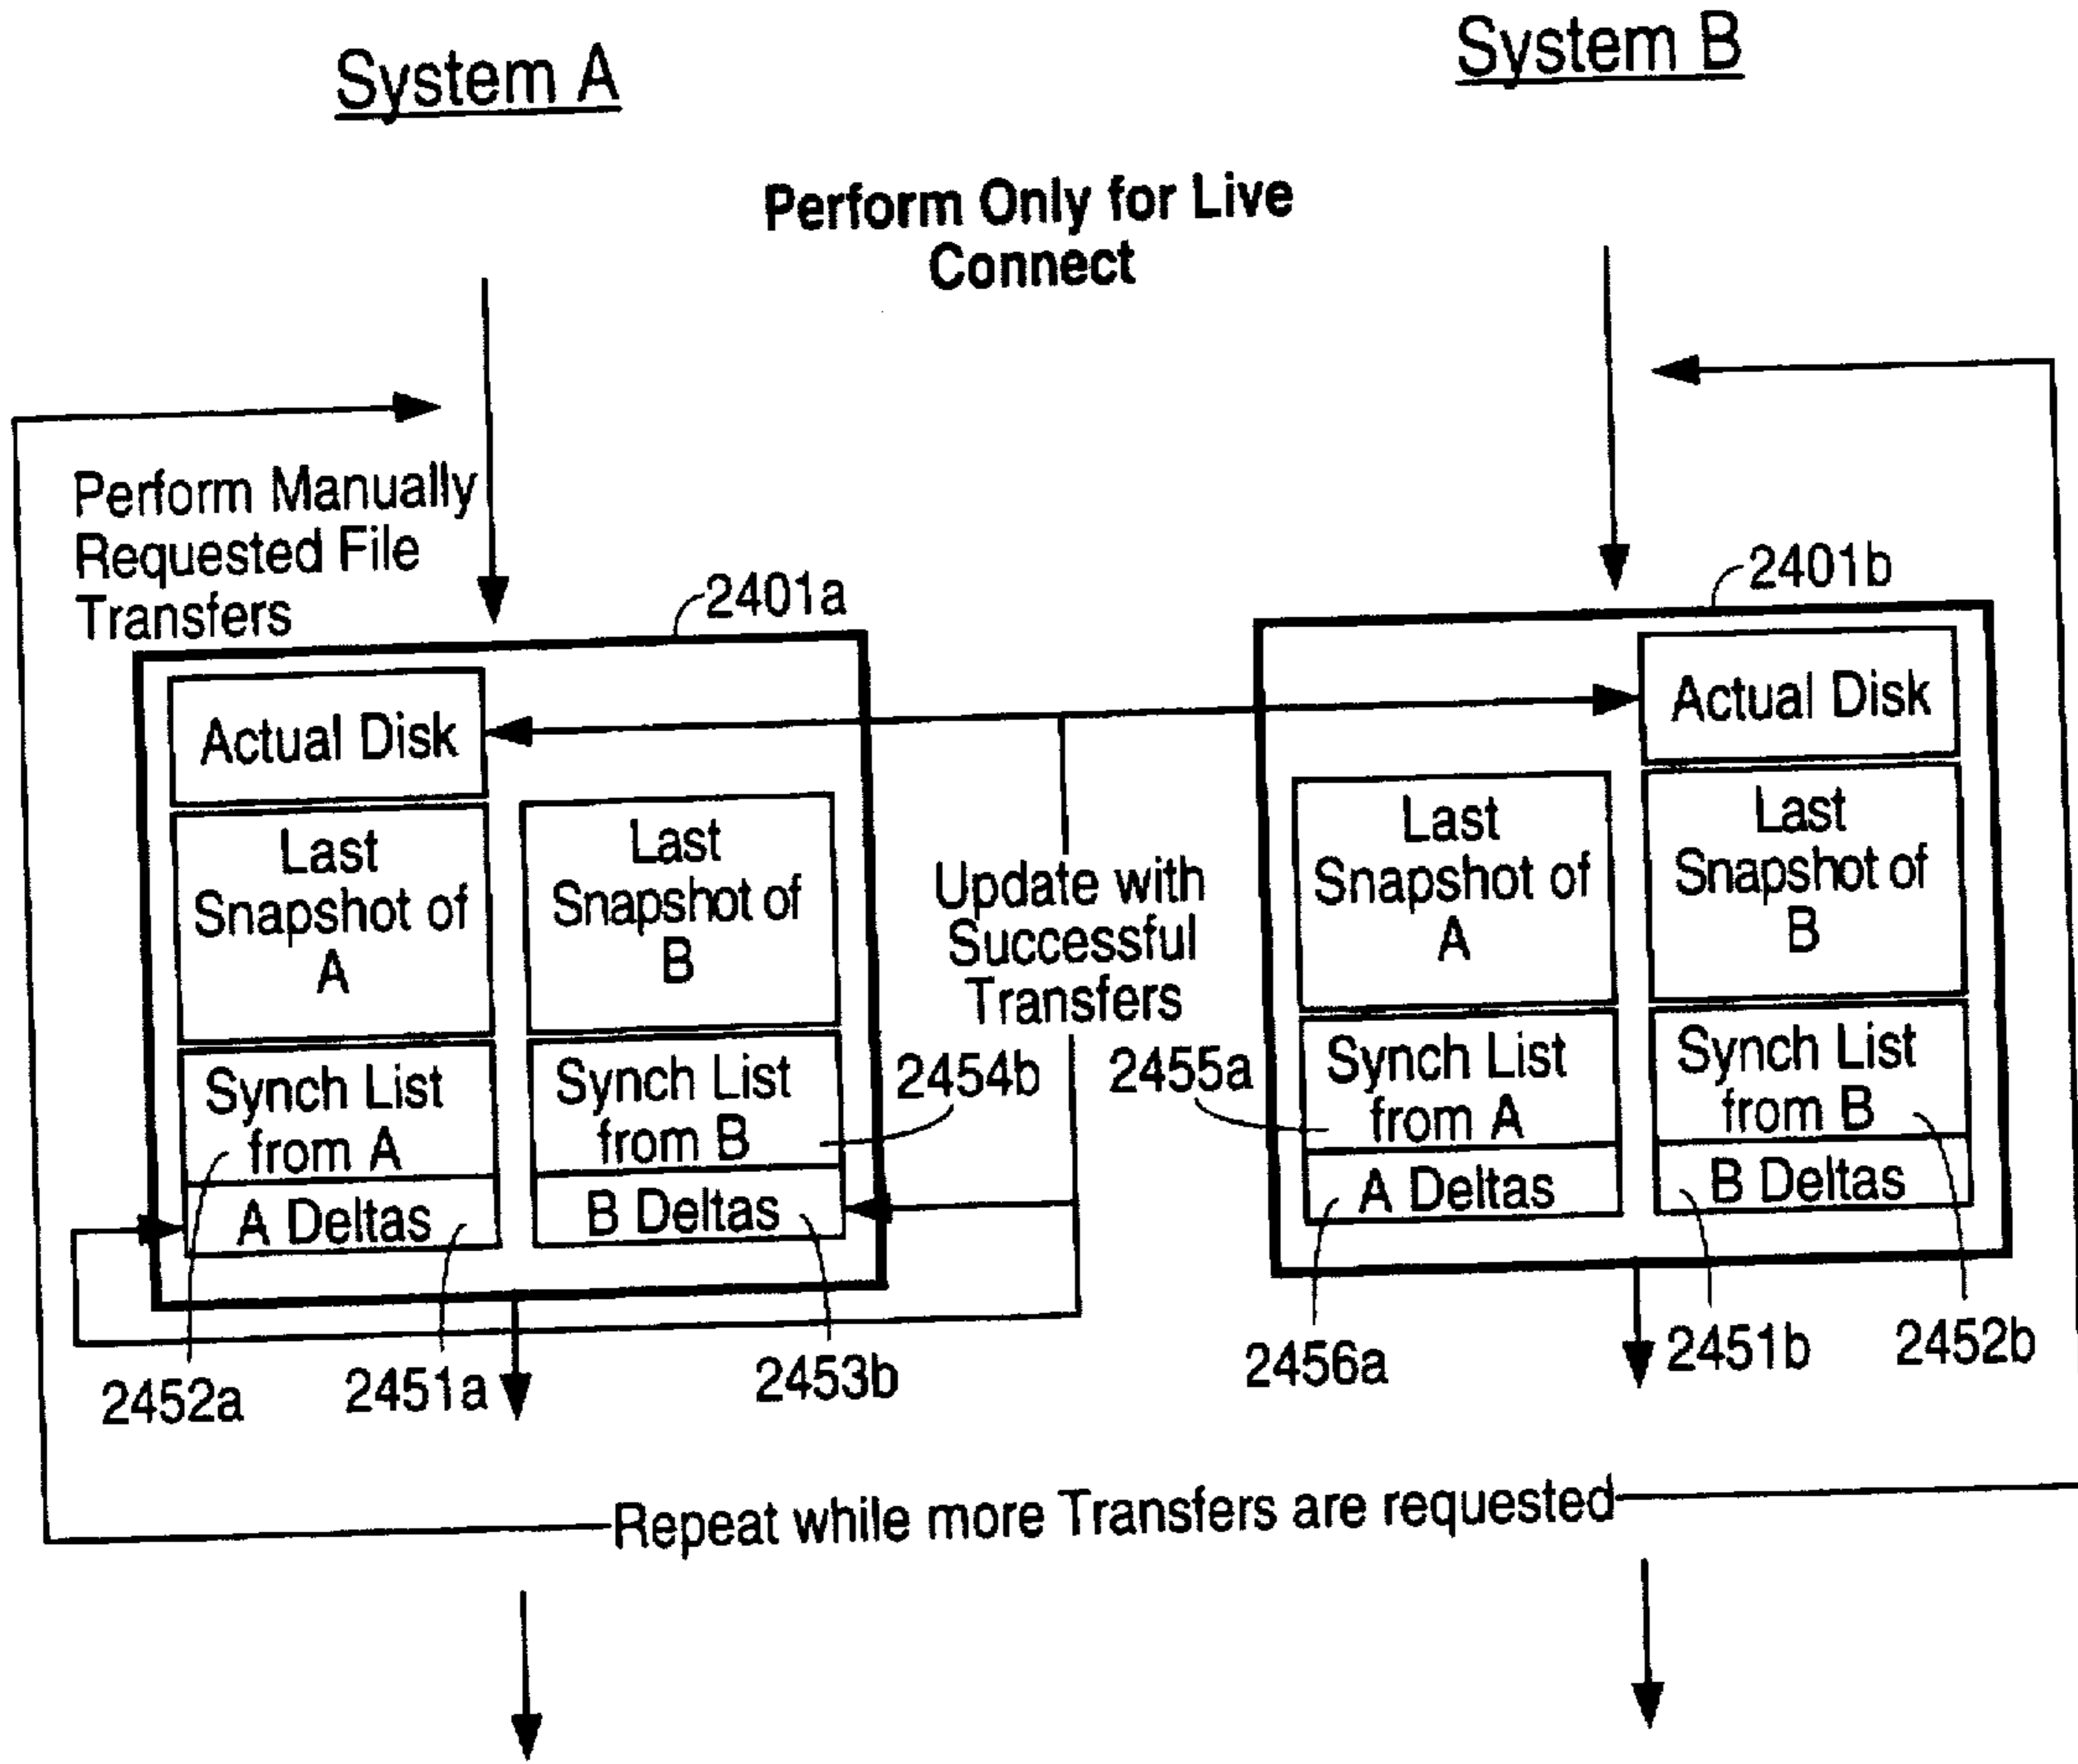 System A
System B
Perform Only for Live
Connect
Perform Manually
Requested File
Transfers
2401a
2401b
Actual Disk
Last
Snapshot of
A
Synch List
from A
A Deltas
Last
Snapshot of
B
Synch List
from B
B Deltas
Update with
Successful
Transfers
2454b
2455a
Last
Snapshot of
A
Synch List
from A
A Deltas
Actual Disk
Last
Snapshot of
B
Synch List
from B
B Deltas
2452a
2451a
2453b
2456a
2451b
2452b
Repeat while more Transfers are requested